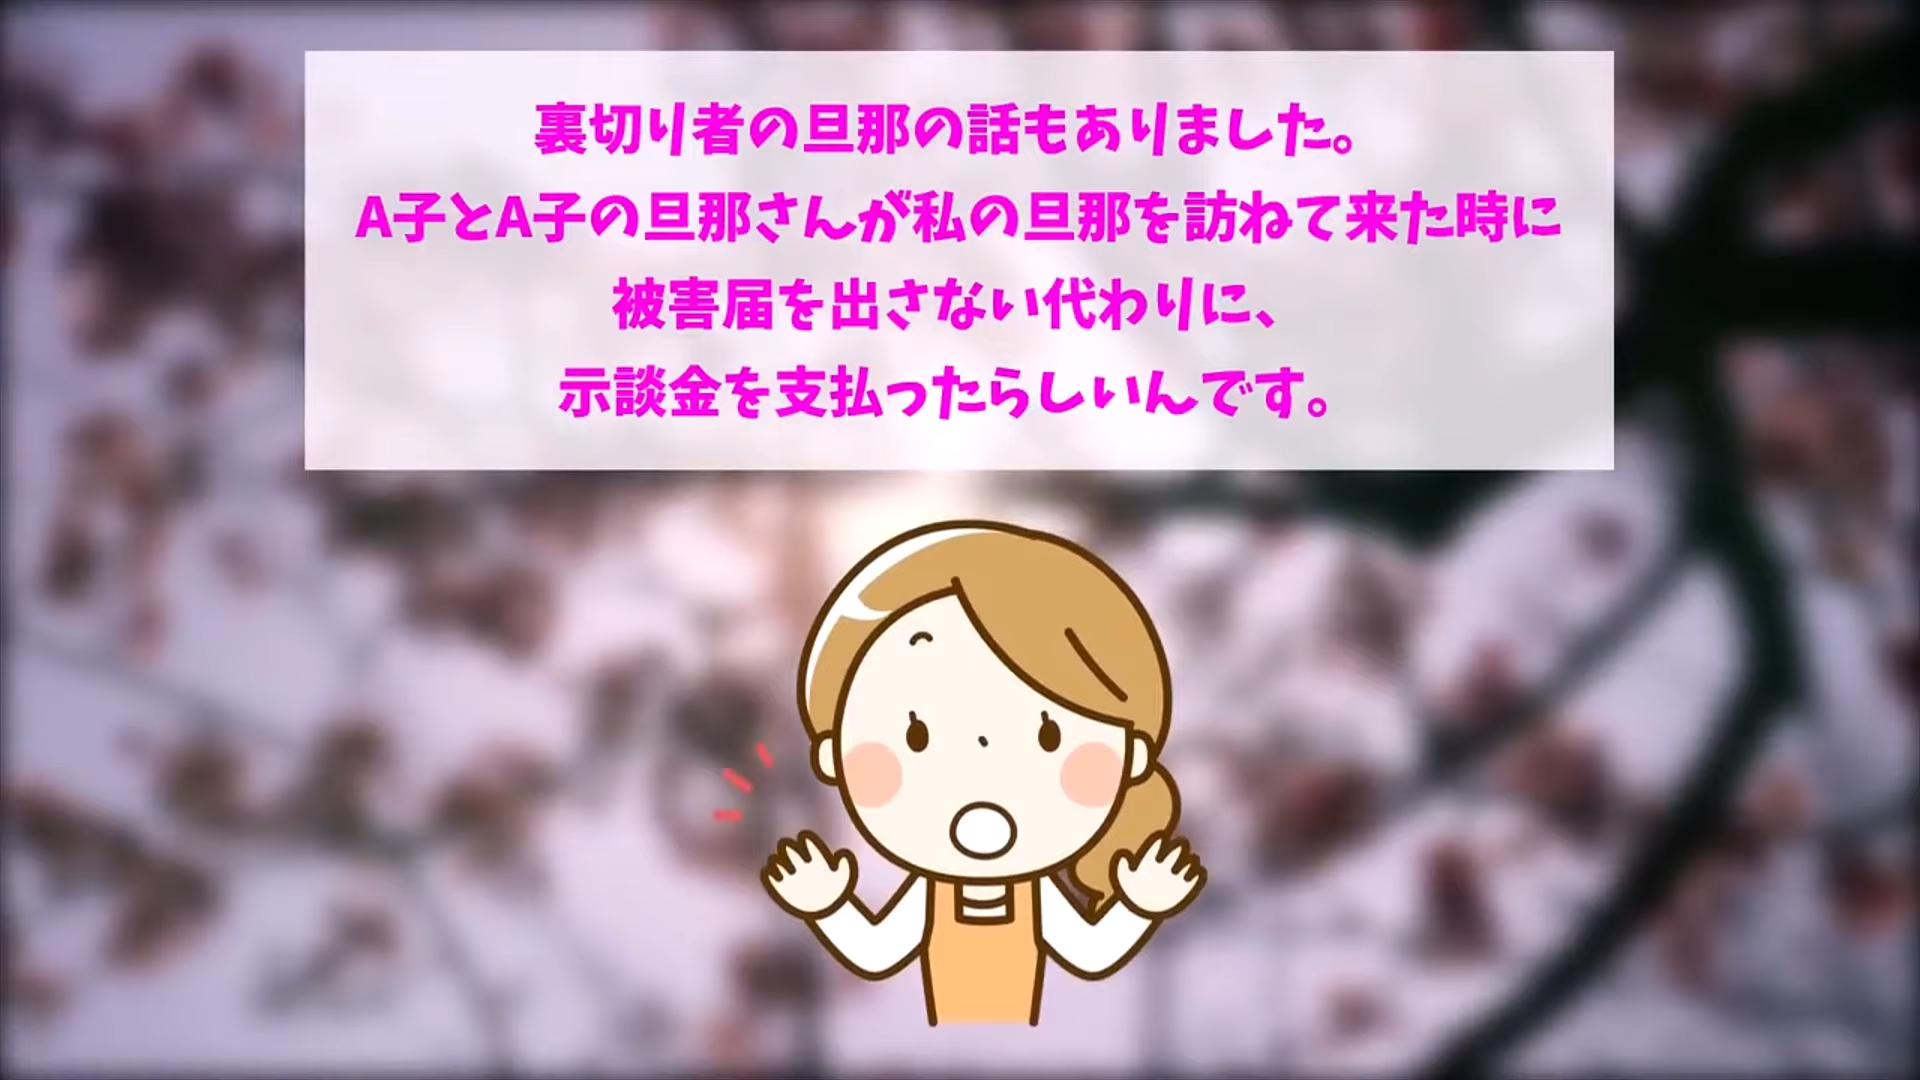 裏切り者の旦那の話もありました。
A子とA子の旦那さんが私の旦那を訪ねて来た時に
被害届を出さない代わりに、
示談金を支払ったらしいんです。